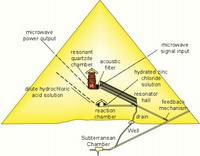 microwave
power output
resonant
quartzite
chamber
acoustic
filter
microwave
signal input
hydrated zinc
chloride
solution
dilute hydrochloric
acid solution
resonator
hall
reaction chamber
feedback
mechanism
drain
Well
Subterranean
Chamber